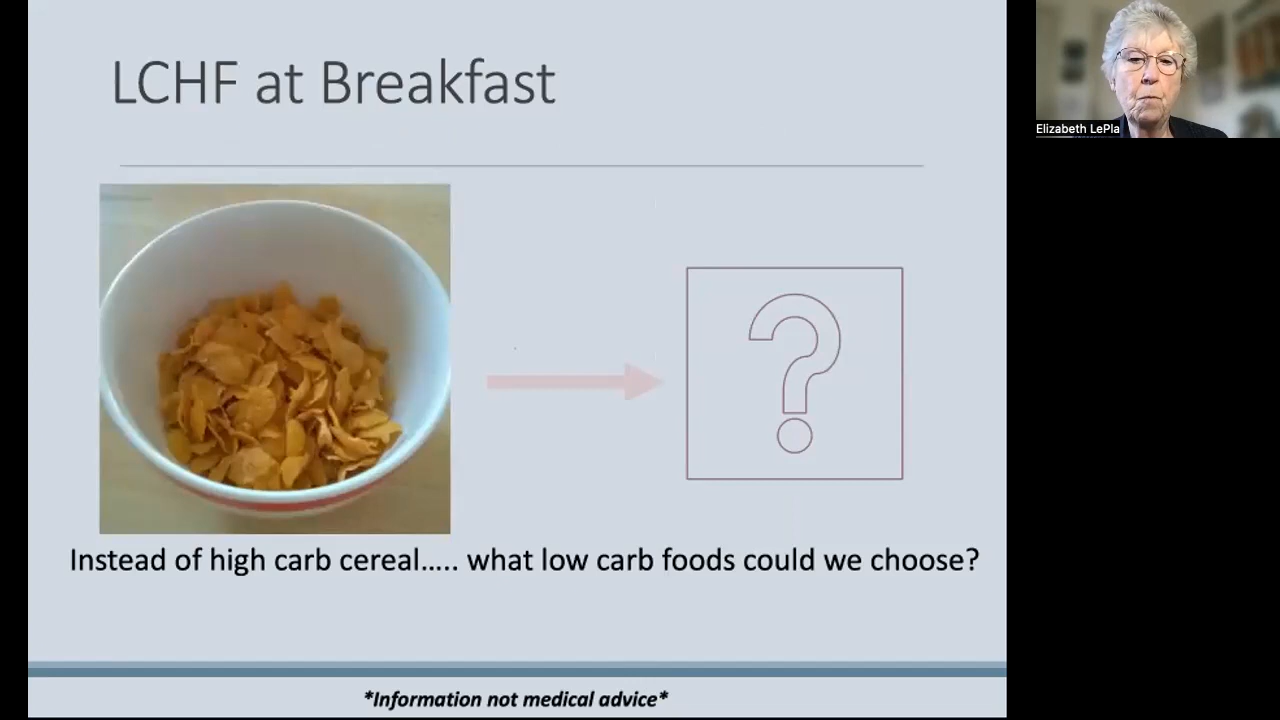 LCHF at Breakfast
Elizabeth LePla
Instead of high carb cereal….. what low carb foods could we choose?
*Information not medical advice*